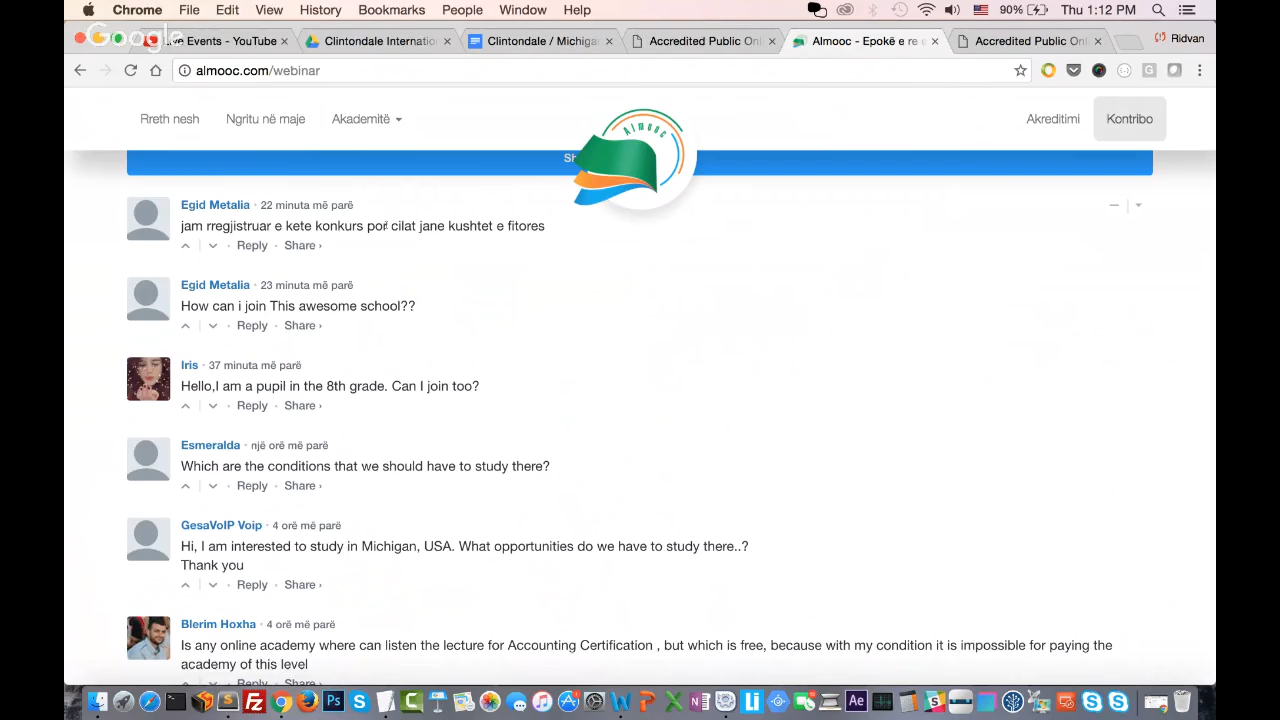 Chrome File Edit View History Bookmarks People Window Help 90% Thu 1:12 PM
Google
Live Events - YouTube Clintondale Internatio Clintondale / Michigan Accredited Public Onl Almooc - Epokë e re e Accredited Public Onl Ridvan
almooc.com/webinar
Rreth nesh Ngritu në maje Akademitë Almooc Akreditimi Kontribo
Egid Metalia · 22 minuta më parë
jam rregjistruar e kete konkurs por cilat jane kushtet e fitores
Reply · Share ›
Egid Metalia · 23 minuta më parë
How can i join This awesome school??
Reply · Share ›
Iris · 37 minuta më parë
Hello,I am a pupil in the 8th grade. Can I join too?
Reply · Share ›
Esmeralda · një orë më parë
Which are the conditions that we should have to study there?
Reply · Share ›
GesaVoIP Voip · 4 orë më parë
Hi, I am interested to study in Michigan, USA. What opportunities do we have to study there..?
Thank you
Reply · Share ›
Blerim Hoxha · 4 orë më parë
Is any online academy where can listen the lecture for Accounting Certification , but which is free, because with my condition it is impossible for paying the
academy of this level
Reply · Share ›